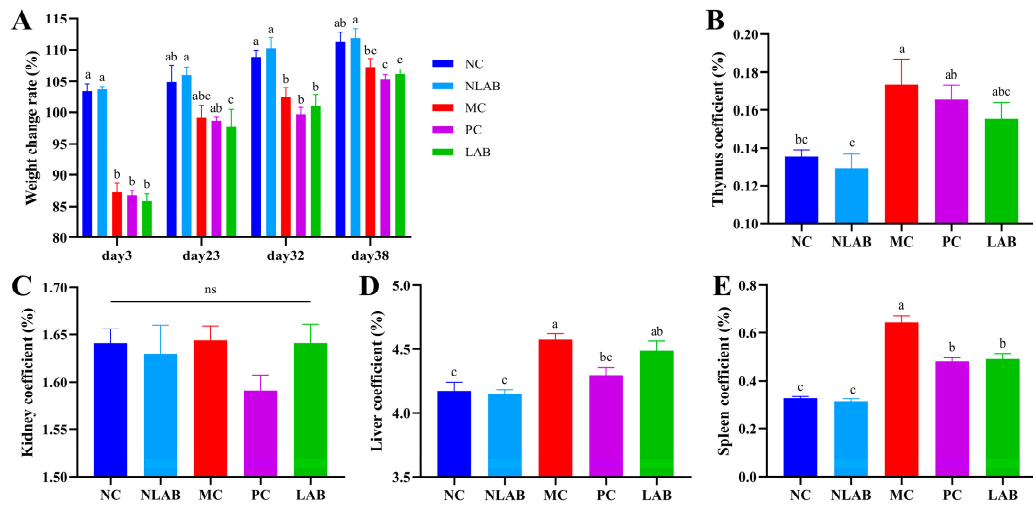 A
Weight change rate (%)
115
110
105
100
95
90
85
80
a a b b b
ab a abc ab c
a a b b b
ab a bc c c
day3 day23 day32 day38
NC
NLAB
MC
PC
LAB
B
Thymus coefficient (%)
0.20
0.18
0.16
0.14
0.12
0.10
bc c a ab abc
NC NLAB MC PC LAB
C
Kidney coefficient (%)
1.70
1.65
1.60
1.55
1.50
ns
NC NLAB MC PC LAB
D
Liver coefficient (%)
5.0
4.5
4.0
3.5
c c a bc ab
NC NLAB MC PC LAB
E
Spleen coefficient (%)
0.8
0.6
0.4
0.2
0.0
c c a b b
NC NLAB MC PC LAB